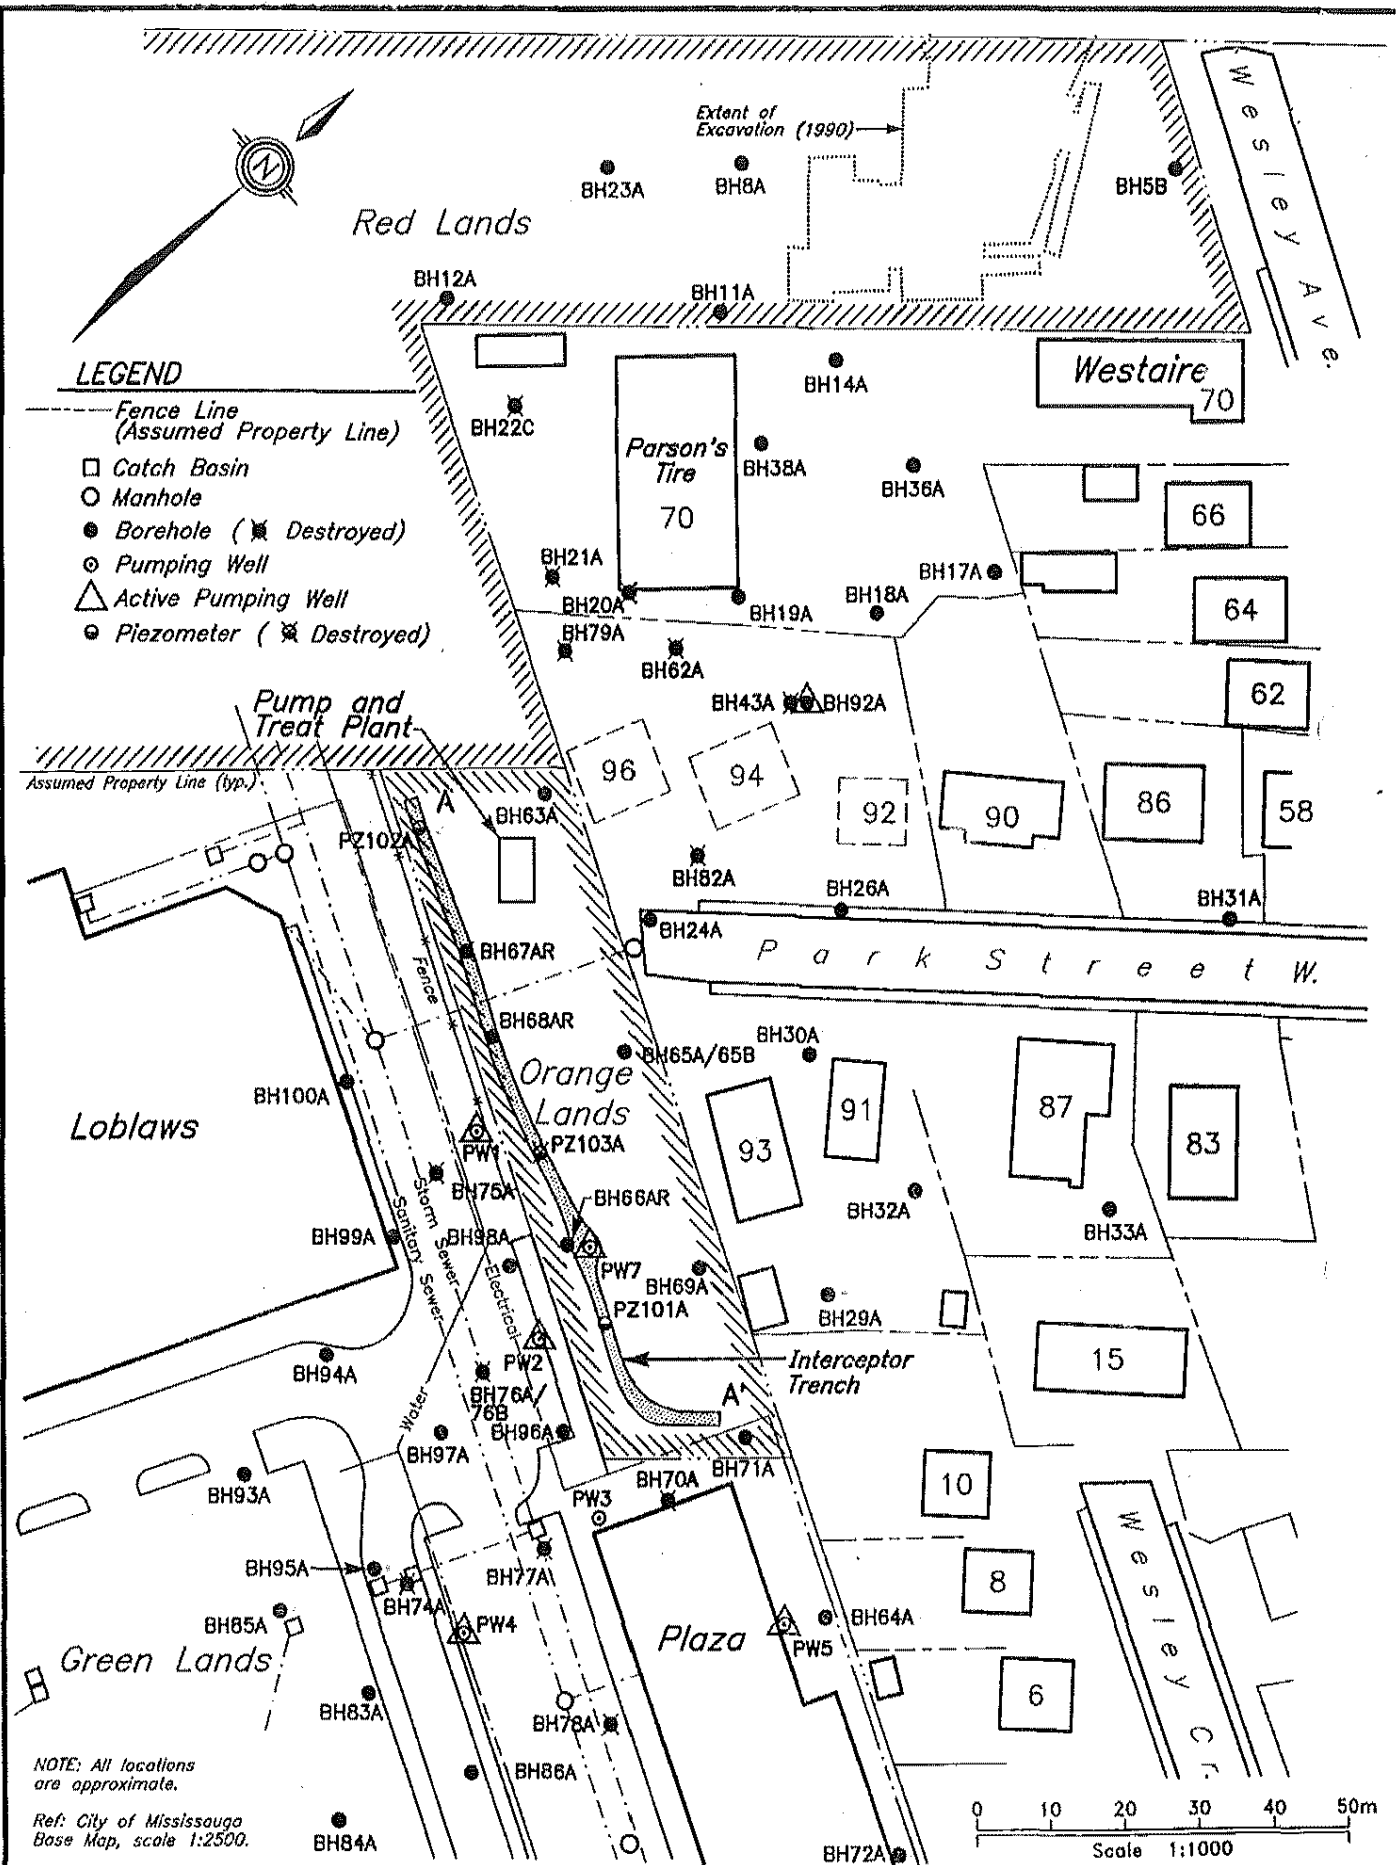 Wesley Ave.
Extent of
Excavation (1990)
N
BH23A
BH8A
BH5B
Red Lands
BH12A
BH11A
LEGEND
Fence Line
(Assumed Property Line)
Catch Basin
Manhole
Borehole ( Destroyed)
Pumping Well
Active Pumping Well
Piezometer ( Destroyed)
BH14A
Westaire
70
BH22C
Parson's
Tire
70
BH38A
BH36A
66
BH21A
BH20A
BH19A
BH18A
BH17A
64
BH79A
BH62A
BH43A
BH92A
62
Pump and
Treat Plant
Assumed Property Line (typ.)
96
94
92
90
86
58
A
BH63A
PZ102A
BH82A
BH26A
BH31A
BH24A
Park Street W.
BH67AR
Fence
BH68AR
BH65A/65B
BH30A
Orange
Lands
BH100A
Loblaws
93
91
87
83
PW1
PZ103A
BH75A
BH66AR
BH32A
BH33A
BH99A
Sanitary Sewer
Storm Sewer
BH98A
Electrical
PW7
BH69A
BH29A
PZ101A
PW2
BH94A
Interceptor
Trench
15
BH76A/
76B
A'
Water
BH97A
BH96A
BH71A
BH93A
BH70A
PW3
10
BH95A
BH77A
BH74A
8
BH85A
PW4
Plaza
PW5
BH64A
Green Lands
6
Wesley Cr.
BH83A
BH78A
BH86A
NOTE: All locations
are approximate.
Ref: City of Mississauga
Base Map, scale 1:2500.
BH84A
BH72A
0 10 20 30 40 50m
Scale 1:1000